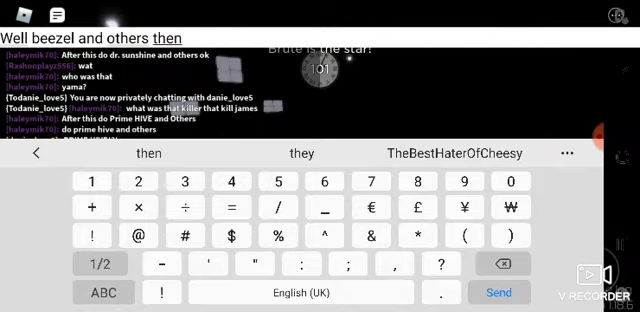 Well beezel and others then
Brute is the star!
[haleymik70]: After this do dr. sunshine and others ok
[Rashonplayz556]: wat
101
[haleymik70]: who was that
[haleymik70]: yama?
{Todanie_love5} You are now privately chatting with danie_love5}
{Todanie_love5} [haleymik70]: what was that killer that kill james
[haleymik70]: After this do Prime HIVE and Others
[haleymik70]: do prime hive and others
then they TheBestHaterOfCheesy
1 2 3 4 5 6 7 8 9 0
+ × ÷ = / _ € £ ¥ ₩
! @ # $ % ^ & * ( )
1/2 - ' " : ; , ?
ABC ! English (UK) . Send
V RECORDER